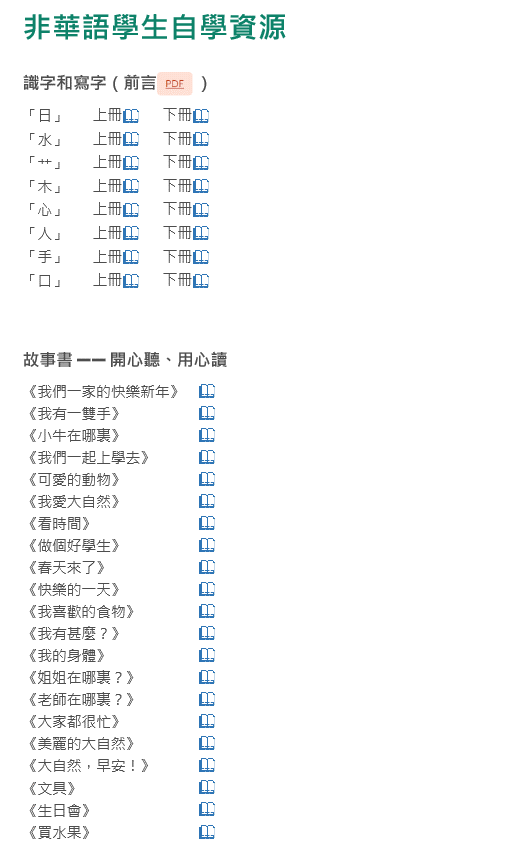 非華語學生自學資源
識字和寫字（前言 PDF ）
「日」 上冊 下冊
「水」 上冊 下冊
「艹」 上冊 下冊
「木」 上冊 下冊
「心」 上冊 下冊
「人」 上冊 下冊
「手」 上冊 下冊
「口」 上冊 下冊
故事書 —— 開心聽、用心讀
《我們一家的快樂新年》
《我有一雙手》
《小牛在哪裏》
《我們一起上學去》
《可愛的動物》
《我愛大自然》
《看時間》
《做個好學生》
《春天來了》
《快樂的一天》
《我喜歡的食物》
《我有甚麼？》
《我的身體》
《姐姐在哪裏？》
《老師在哪裏？》
《大家都很忙》
《美麗的大自然》
《大自然，早安！》
《文具》
《生日會》
《買水果》